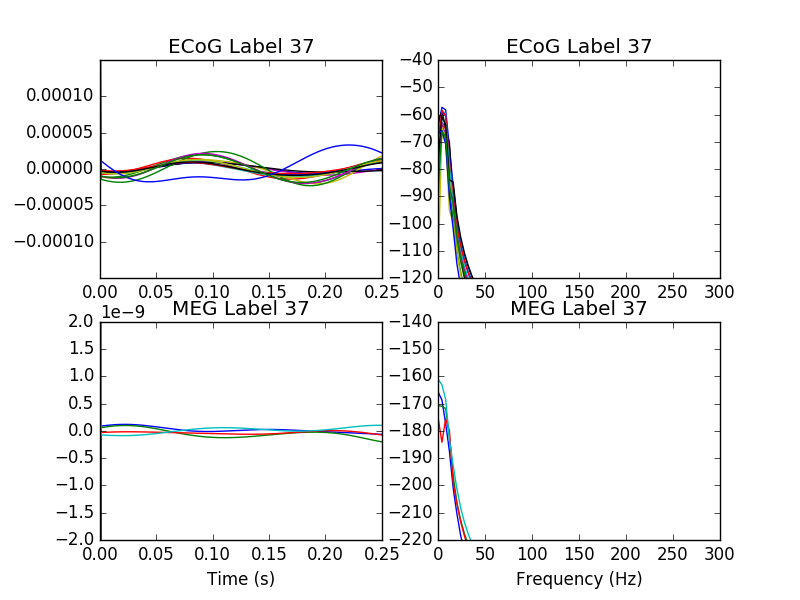 ECoG Label 37
0.00010
0.00005
0.00000
−0.00005
−0.00010
0.00 0.05 0.10 0.15 0.20 0.25
ECoG Label 37
−40
−50
−60
−70
−80
−90
−100
−110
−120
0 50 100 150 200 250 300
MEG Label 37
1e−9
2.0
1.5
1.0
0.5
0.0
−0.5
−1.0
−1.5
−2.0
0.00 0.05 0.10 0.15 0.20 0.25
Time (s)
MEG Label 37
−140
−150
−160
−170
−180
−190
−200
−210
−220
0 50 100 150 200 250 300
Frequency (Hz)